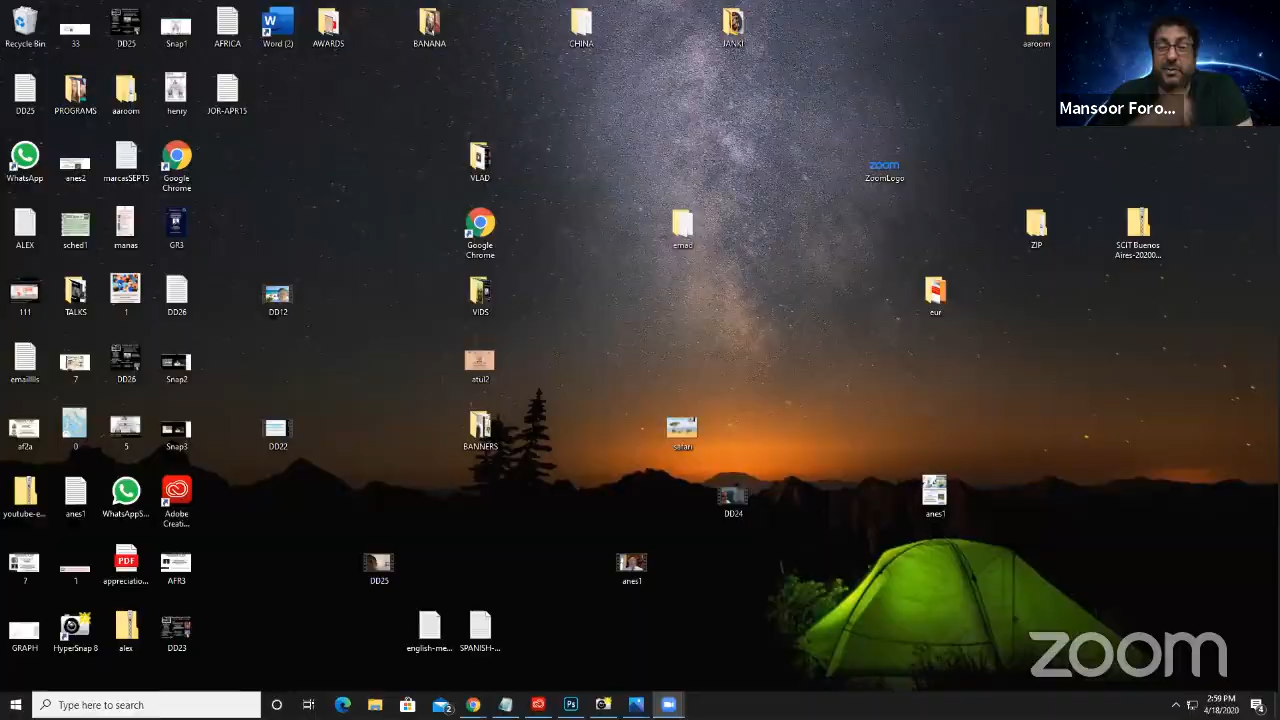 Recycle Bin
33
DD25
Snap1
AFRICA
Word (2)
AWARDS
BANANA
CHINA
JANKI
aaroom
Mansoor Foro...
DD25
PROGRAMS
aaroom
henry
JOR-APR15
WhatsApp
anes2
marcasSEPT5
Google
Chrome
VLAD
zoom
ZoomLogo
ALEX
sched1
manas
GR3
Google
Chrome
emad
ZIP
SCIT Buenos
Aires-20200...
111
TALKS
1
DD26
DD12
VIDS
eur
emailllls
7
DD26
Snap2
atul2
af2a
0
5
Snap3
DD22
BANNERS
safari
youtube-e...
anes1
WhatsAppS...
Adobe
Creati...
DD24
anes1
7
1
PDF
appreciatio...
AFR3
DD25
anes1
GRAPH
HyperSnap 8
alex
DD23
english-me...
SPANISH-...
zoom
Type here to search
Ps
2:59 PM
4/18/2020